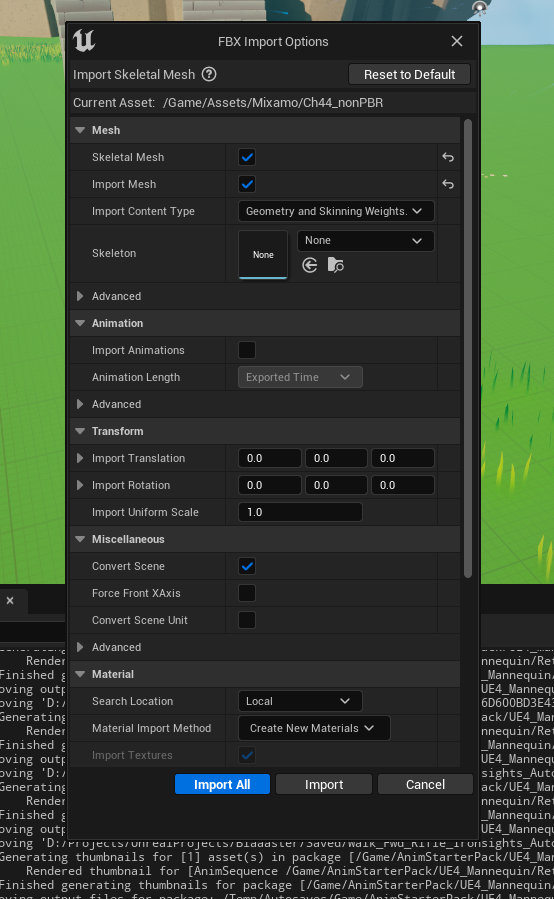 FBX Import Options
Import Skeletal Mesh ? Reset to Default
Current Asset: /Game/Assets/Mixamo/Ch44_nonPBR
Mesh
Skeletal Mesh
Import Mesh
Import Content Type Geometry and Skinning Weights.
Skeleton None None
Advanced
Animation
Import Animations
Animation Length Exported Time
Advanced
Transform
Import Translation 0.0 0.0 0.0
Import Rotation 0.0 0.0 0.0
Import Uniform Scale 1.0
Miscellaneous
Convert Scene
Force Front XAxis
Convert Scene Unit
Advanced
Material
Search Location Local
Material Import Method Create New Materials
Import Textures
Import All Import Cancel
Render nnequin/Ret
Finished g _Mannequin/
oving outp UE4_Mannequ
oving 'D:/ 6D600BD3E43
Generating ack/UE4_Man
Render nnequin/Ret
Finished g _Mannequin/
oving outp UE4_Mannequ
oving 'D:/ sights_Auto
Generating ack/UE4_Man
Render nnequin/Ret
Finished g _Mannequin/
oving outp UE4_Mannequ
Generating thumbnails for [1] asset(s) in package [/Game/AnimStarterPack/UE4_Man
Rendered thumbnail for [AnimSequence /Game/AnimStarterPack/UE4_Mannequin/Ret
Finished generating thumbnails for package [/Game/AnimStarterPack/UE4_Mannequin/